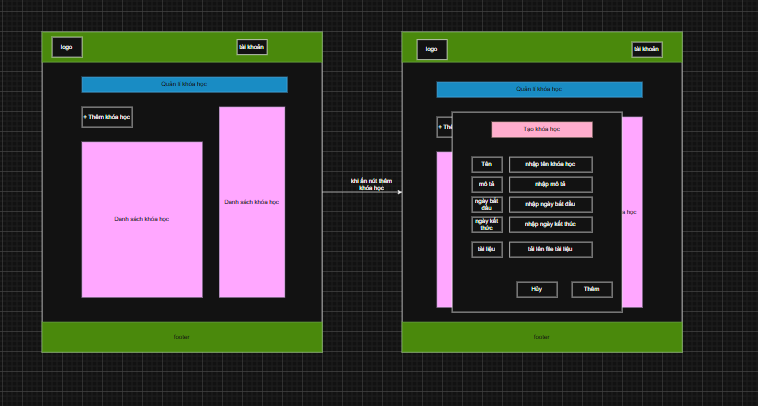 logo
tài khoản
Quản lí khóa học
+ Thêm khóa học
Danh sách khóa học
Danh sách khóa học
footer
khi ấn nút thêm
khóa học
logo
tài khoản
Quản lí khóa học
+ Thê
Tạo khóa học
Tên
nhập tên khóa học
mô tả
nhập mô tả
ngày bắt
đầu
nhập ngày bắt đầu
ngày kết
thúc
nhập ngày kết thúc
tài liệu
tải lên file tài liệu
Hủy
Thêm
a học
footer